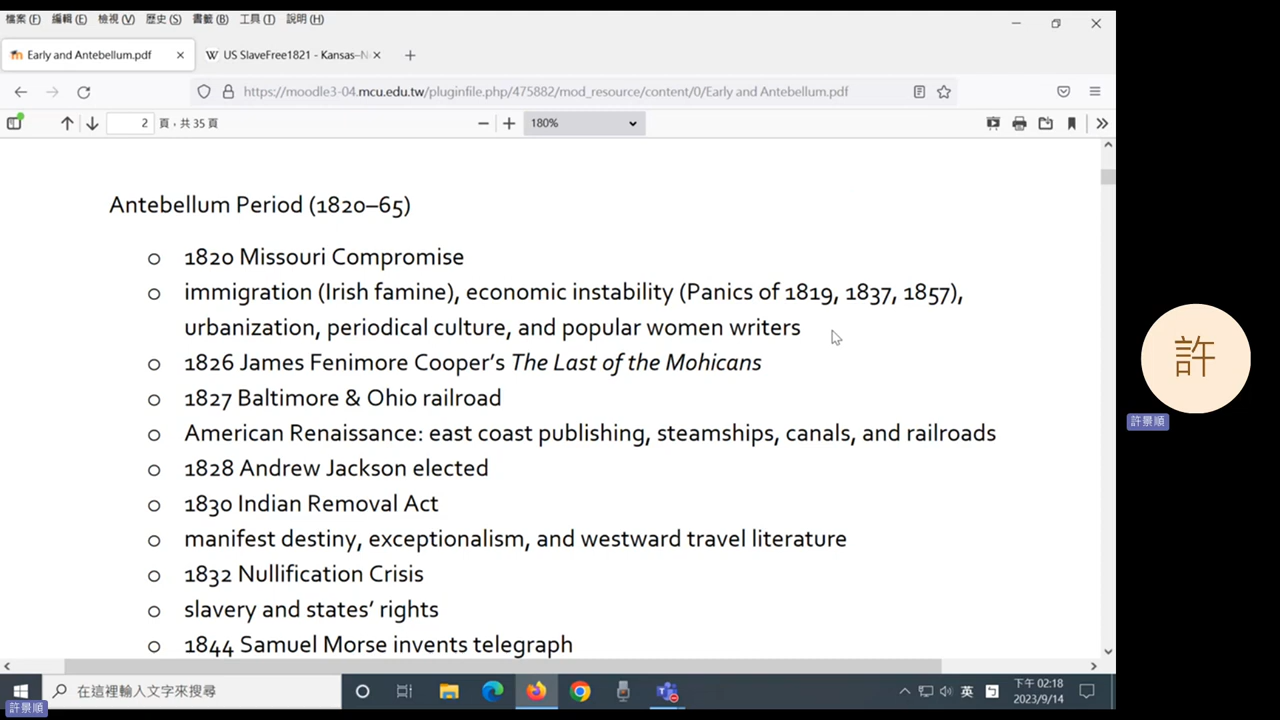 檔案(F) 編輯(E) 檢視(V) 歷史(S) 書籤(B) 工具(T) 說明(H)
Early and Antebellum.pdf
W US SlaveFree1821 - Kansas–N
https://moodle3-04.mcu.edu.tw/pluginfile.php/475882/mod_resource/content/0/Early and Antebellum.pdf
2 頁，共 35 頁
180%
Antebellum Period (1820–65)
1820 Missouri Compromise
immigration (Irish famine), economic instability (Panics of 1819, 1837, 1857),
urbanization, periodical culture, and popular women writers
1826 James Fenimore Cooper’s The Last of the Mohicans
1827 Baltimore & Ohio railroad
American Renaissance: east coast publishing, steamships, canals, and railroads
1828 Andrew Jackson elected
1830 Indian Removal Act
manifest destiny, exceptionalism, and westward travel literature
1832 Nullification Crisis
slavery and states’ rights
1844 Samuel Morse invents telegraph
許
許景順
在這裡輸入文字來搜尋
英
下午 02:18
2023/9/14
許景順